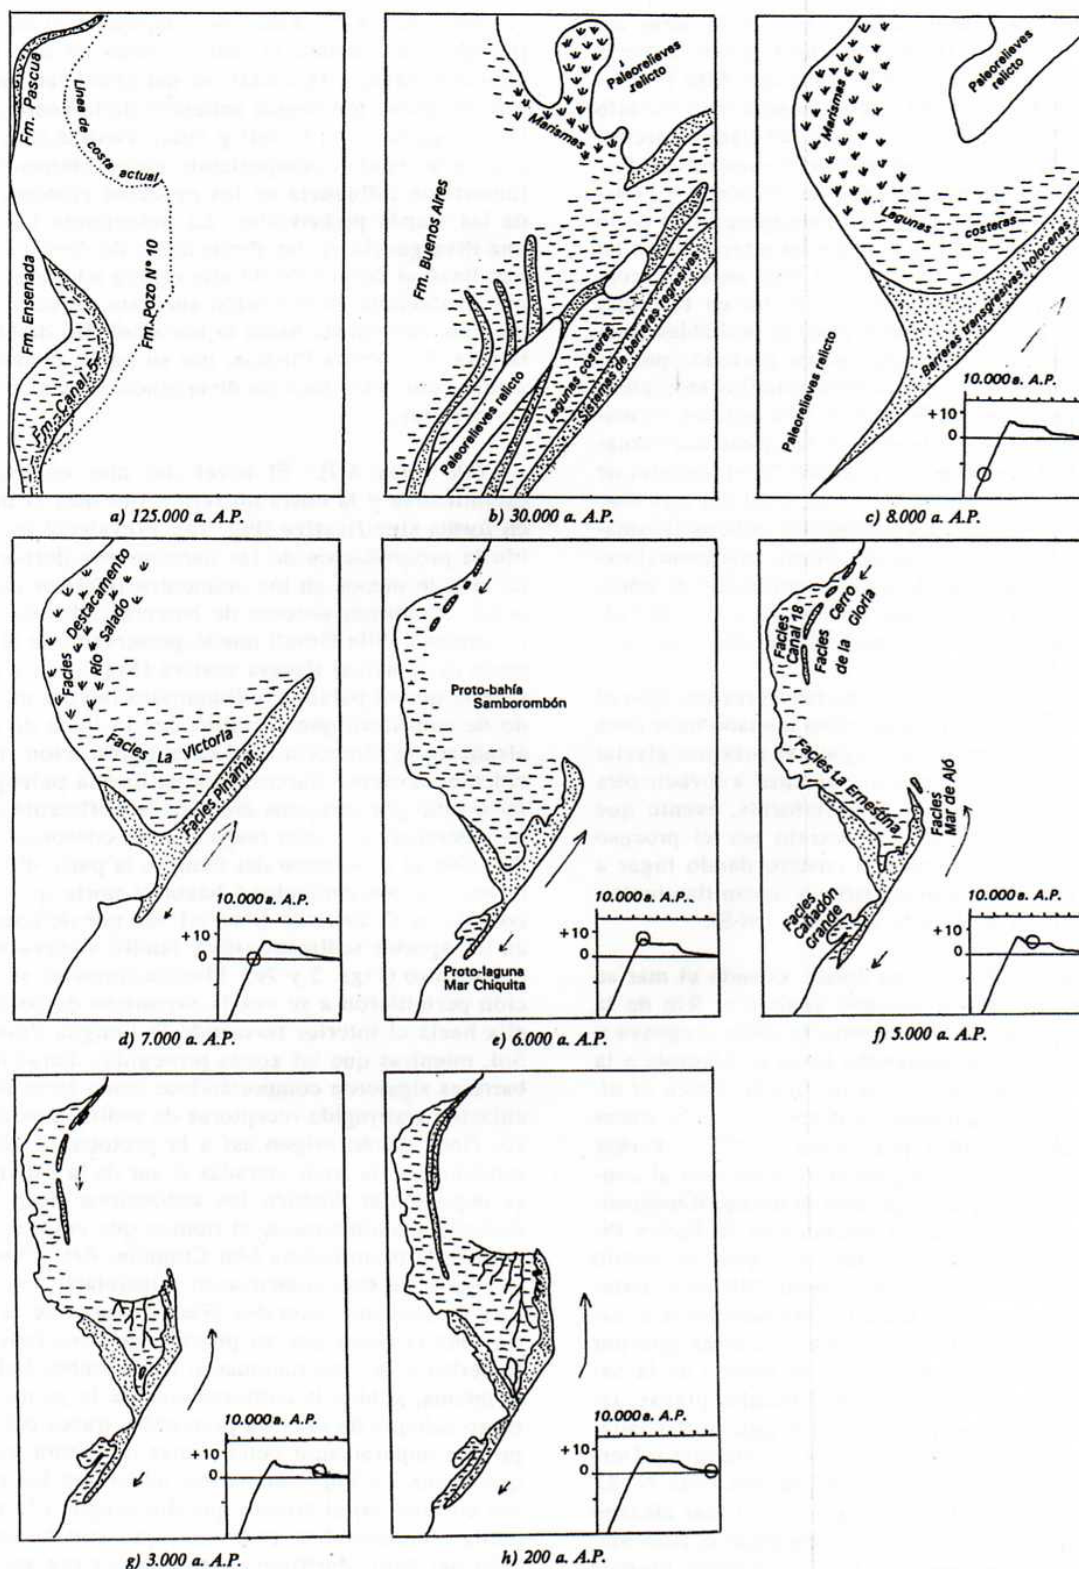 Fm. Pascua
Línea de
costa actual
Fm. Ensenada
Fm. Canal 5
Fm. Pozo N° 10
a) 125.000 a. A.P.
Paleorelieves
relicto
Marismas
Fm. Buenos Aires
Paleorelieves relicto
Lagunas costeras
Sistemas de barreras regresivas
b) 30.000 a. A.P.
Paleorelieves
relicto
Marismas
Lagunas costeras
Barreras transgresivas holocenas
Paleorelieves relicto
10.000 a. A.P.
+10
0
c) 8.000 a. A.P.
Facies Destacamento
Río Salado
Facies La Victoria
Facies Pinamar
10.000 a. A.P.
+10
0
d) 7.000 a. A.P.
Proto-bahía
Samborombón
Proto-laguna
Mar Chiquita
10.000 a. A.P.
+10
0
e) 6.000 a. A.P.
Facies
Canal 18
Facies Cerro
de la Gloria
Facies La Ernestina
Facies
Mar de Ajó
Facies
Cañadón
Grande
10.000 a. A.P.
+10
0
f) 5.000 a. A.P.
10.000 a. A.P.
+10
0
g) 3.000 a. A.P.
10.000 a. A.P.
+10
0
h) 200 a. A.P.